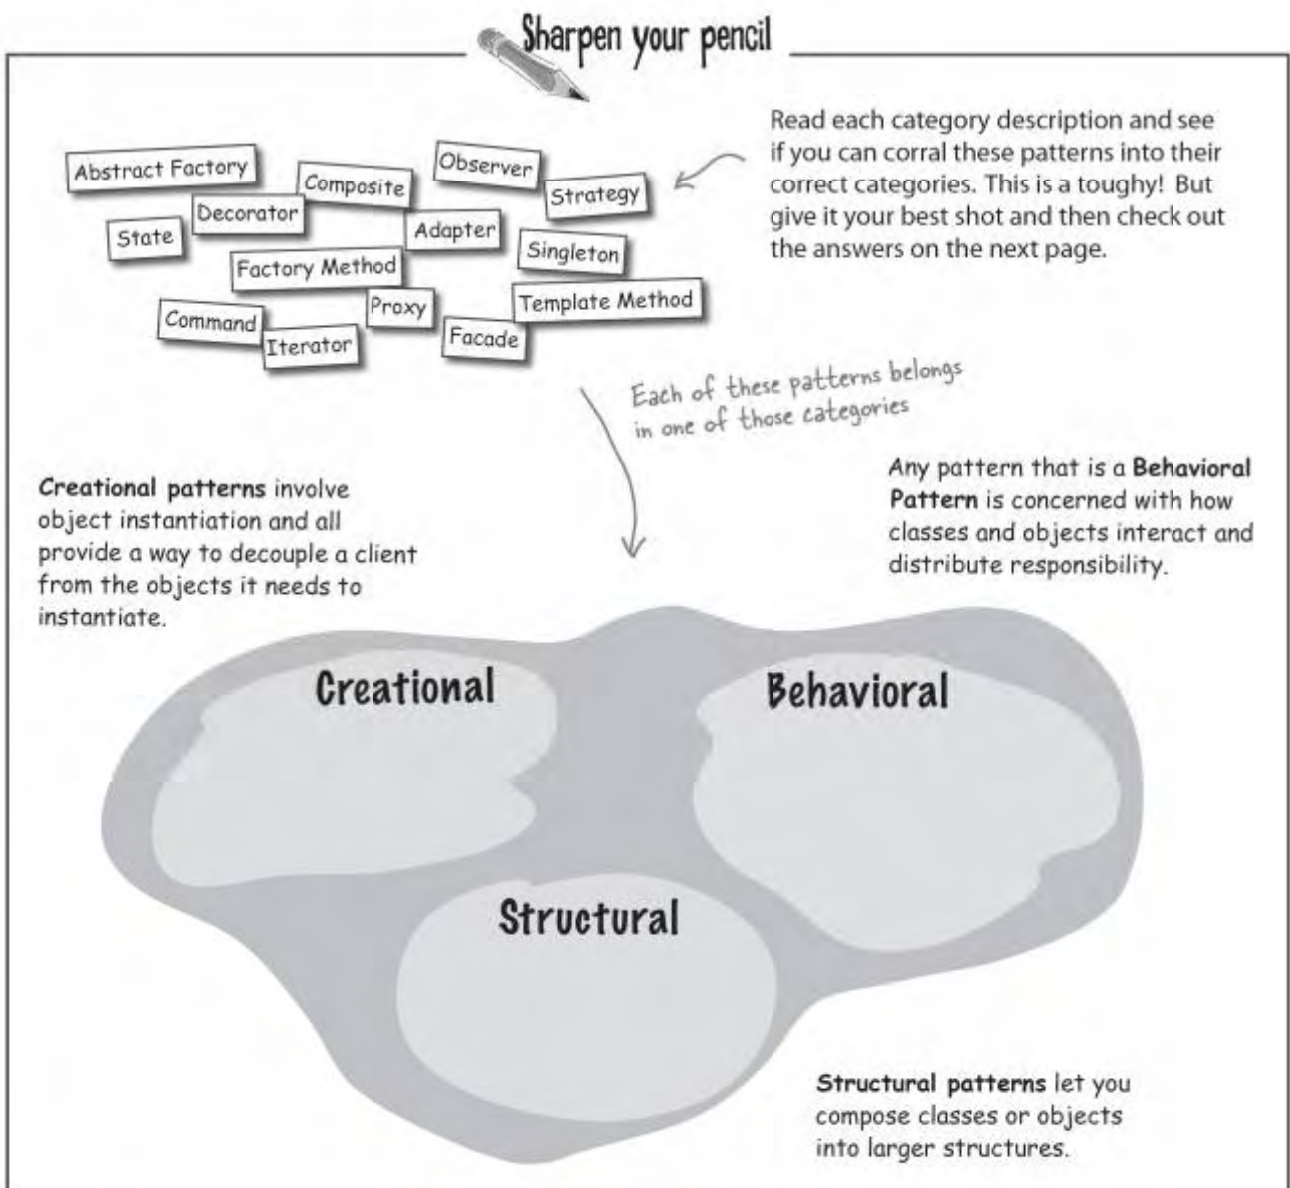 Sharpen your pencil
Read each category description and see
if you can corral these patterns into their
correct categories. This is a toughy! But
give it your best shot and then check out
the answers on the next page.
Abstract Factory
Composite
Observer
Strategy
Decorator
State
Adapter
Singleton
Factory Method
Proxy
Template Method
Command
Iterator
Facade
Each of these patterns belongs
in one of those categories
Creational patterns involve
object instantiation and all
provide a way to decouple a client
from the objects it needs to
instantiate.
Any pattern that is a Behavioral
Pattern is concerned with how
classes and objects interact and
distribute responsibility.
Creational
Behavioral
Structural
Structural patterns let you
compose classes or objects
into larger structures.